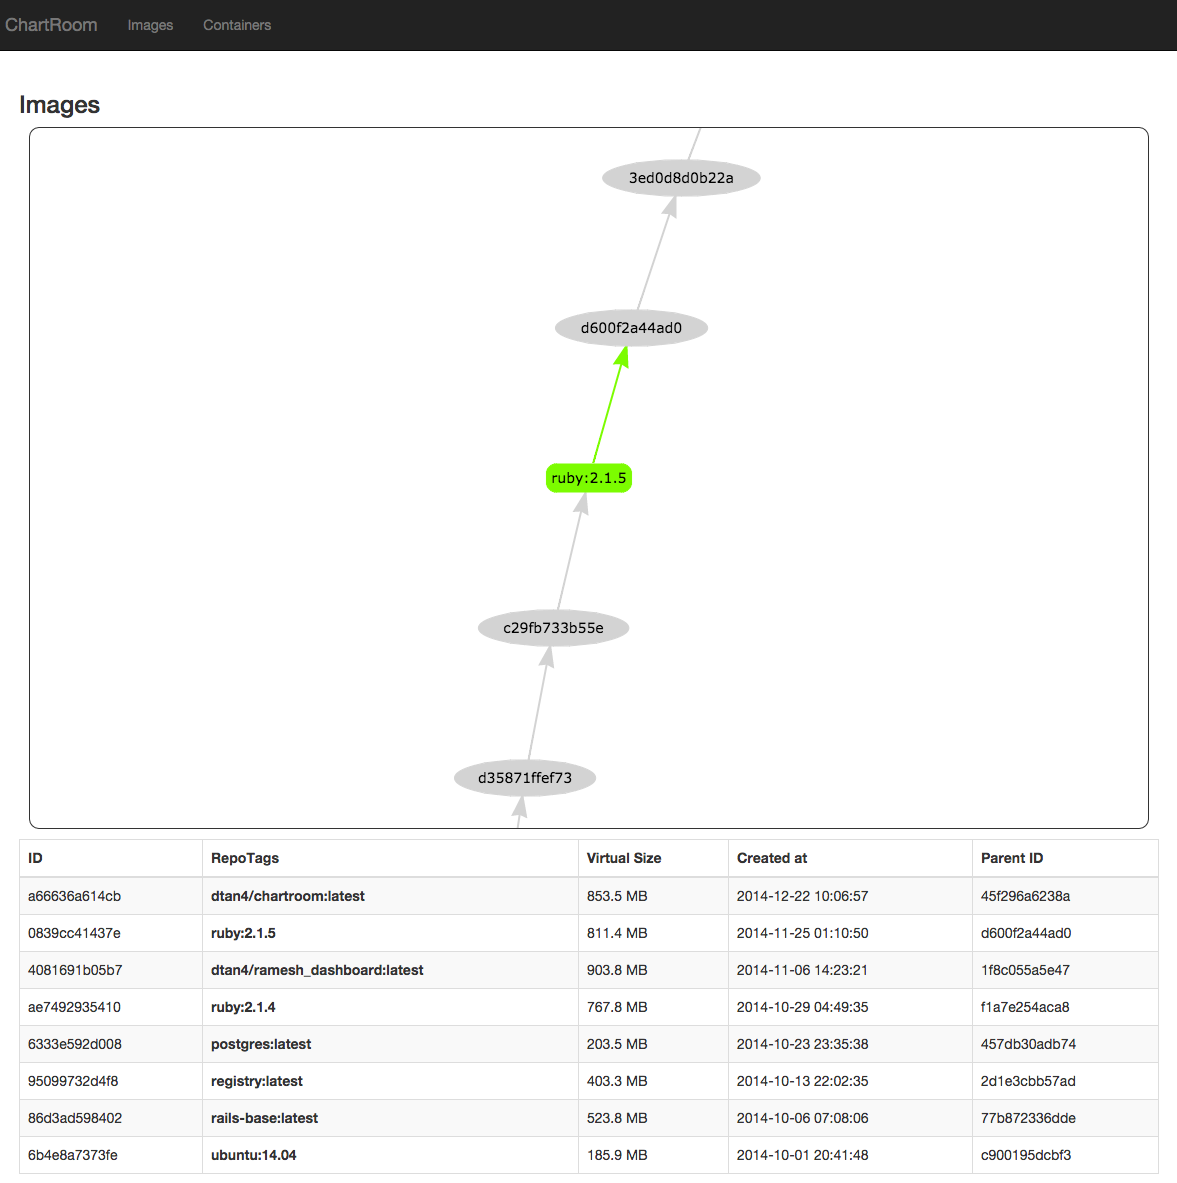 ChartRoom Images Containers
Images
3ed0d8d0b22a
d600f2a44ad0
ruby:2.1.5
c29fb733b55e
d35871ffef73
ID RepoTags Virtual Size Created at Parent ID
a66636a614cb dtan4/chartroom:latest 853.5 MB 2014-12-22 10:06:57 45f296a6238a
0839cc41437e ruby:2.1.5 811.4 MB 2014-11-25 01:10:50 d600f2a44ad0
4081691b05b7 dtan4/ramesh_dashboard:latest 903.8 MB 2014-11-06 14:23:21 1f8c055a5e47
ae7492935410 ruby:2.1.4 767.8 MB 2014-10-29 04:49:35 f1a7e254aca8
6333e592d008 postgres:latest 203.5 MB 2014-10-23 23:35:38 457db30adb74
95099732d4f8 registry:latest 403.3 MB 2014-10-13 22:02:35 2d1e3cbb57ad
86d3ad598402 rails-base:latest 523.8 MB 2014-10-06 07:08:06 77b872336dde
6b4e8a7373fe ubuntu:14.04 185.9 MB 2014-10-01 20:41:48 c900195dcbf3